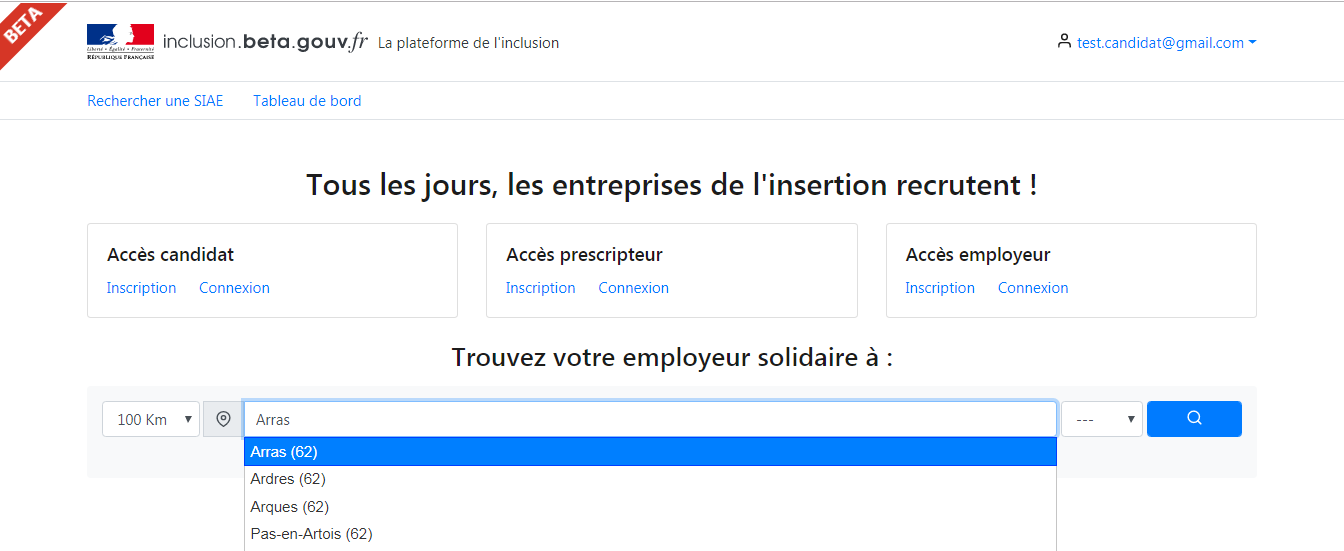 BETA
Liberté • Égalité • Fraternité
RÉPUBLIQUE FRANÇAISE
inclusion.beta.gouv.fr La plateforme de l'inclusion
test.candidat@gmail.com
Rechercher une SIAE Tableau de bord
Tous les jours, les entreprises de l'insertion recrutent !
Accès candidat
Inscription Connexion
Accès prescripteur
Inscription Connexion
Accès employeur
Inscription Connexion
Trouvez votre employeur solidaire à :
100 Km Arras ---
Arras (62)
Ardres (62)
Arques (62)
Pas-en-Artois (62)